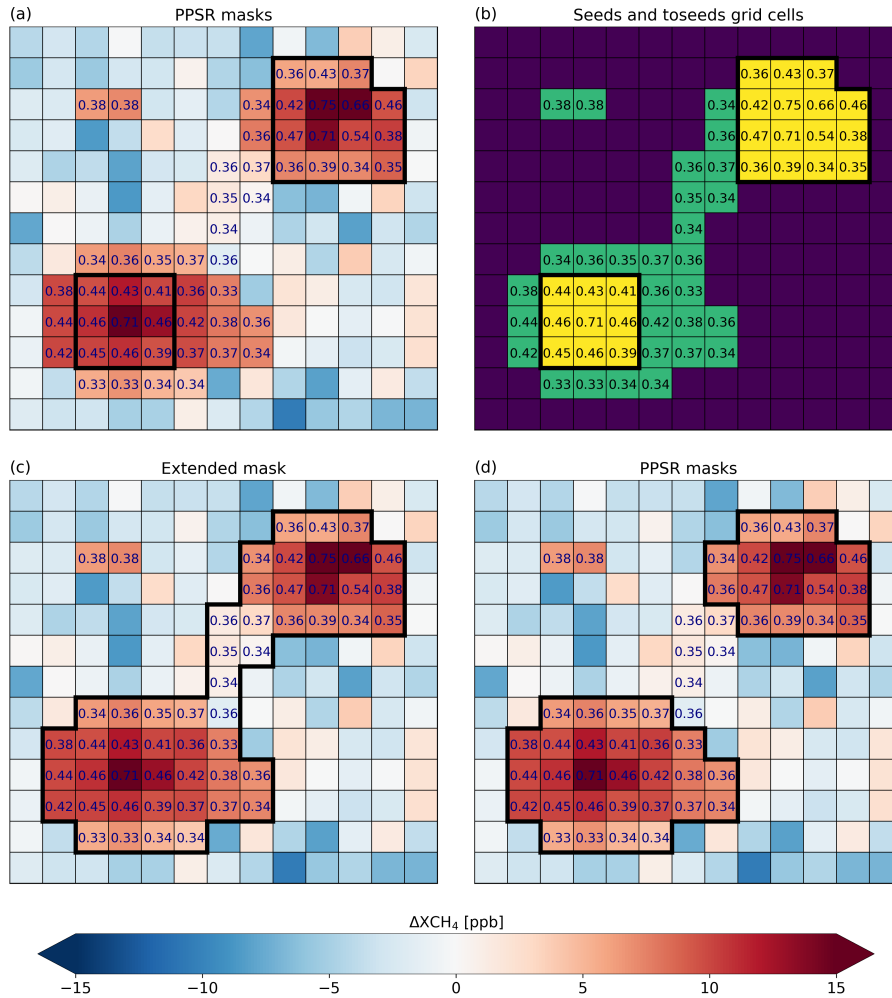 (a) PPSR masks (b) Seeds and toseeds grid cells
0.36 0.43 0.37 0.36 0.43 0.37
0.38 0.38 0.34 0.42 0.75 0.66 0.46 0.38 0.38 0.34 0.42 0.75 0.66 0.46
0.36 0.47 0.71 0.54 0.38 0.36 0.47 0.71 0.54 0.38
0.36 0.37 0.36 0.39 0.34 0.35 0.36 0.37 0.36 0.39 0.34 0.35
0.35 0.34 0.35 0.34
0.34 0.34
0.34 0.36 0.35 0.37 0.36 0.34 0.36 0.35 0.37 0.36
0.38 0.44 0.43 0.41 0.36 0.33 0.38 0.44 0.43 0.41 0.36 0.33
0.44 0.46 0.71 0.46 0.42 0.38 0.36 0.44 0.46 0.71 0.46 0.42 0.38 0.36
0.42 0.45 0.46 0.39 0.37 0.37 0.34 0.42 0.45 0.46 0.39 0.37 0.37 0.34
0.33 0.33 0.34 0.34 0.33 0.33 0.34 0.34
(c) Extended mask (d) PPSR masks
0.36 0.43 0.37 0.36 0.43 0.37
0.38 0.38 0.34 0.42 0.75 0.66 0.46 0.38 0.38 0.34 0.42 0.75 0.66 0.46
0.36 0.47 0.71 0.54 0.38 0.36 0.47 0.71 0.54 0.38
0.36 0.37 0.36 0.39 0.34 0.35 0.36 0.37 0.36 0.39 0.34 0.35
0.35 0.34 0.35 0.34
0.34 0.34
0.34 0.36 0.35 0.37 0.36 0.34 0.36 0.35 0.37 0.36
0.38 0.44 0.43 0.41 0.36 0.33 0.38 0.44 0.43 0.41 0.36 0.33
0.44 0.46 0.71 0.46 0.42 0.38 0.36 0.44 0.46 0.71 0.46 0.42 0.38 0.36
0.42 0.45 0.46 0.39 0.37 0.37 0.34 0.42 0.45 0.46 0.39 0.37 0.37 0.34
0.33 0.33 0.34 0.34 0.33 0.33 0.34 0.34
ΔXCH₄ [ppb]
−15 −10 −5 0 5 10 15